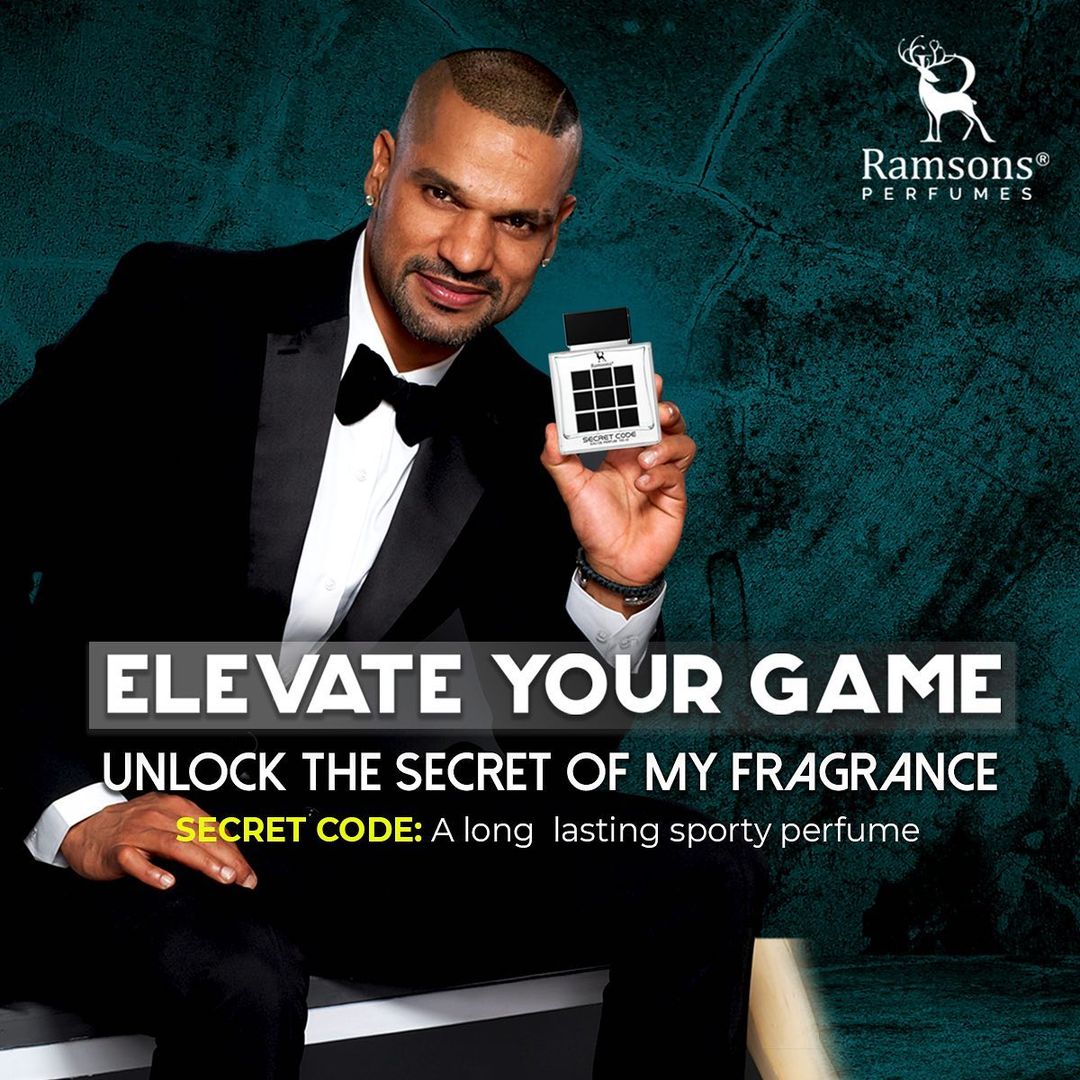 Ramsons®
PERFUMES
Ramsons®
SECRET CODE
ELEVATE YOUR GAME
UNLOCK THE SECRET OF MY FRAGRANCE
SECRET CODE: A long lasting sporty perfume